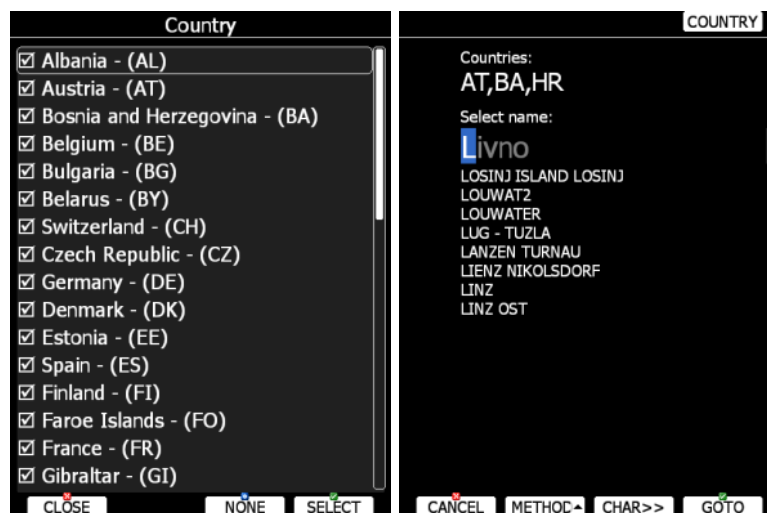 Country
Albania - (AL)
Austria - (AT)
Bosnia and Herzegovina - (BA)
Belgium - (BE)
Bulgaria - (BG)
Belarus - (BY)
Switzerland - (CH)
Czech Republic - (CZ)
Germany - (DE)
Denmark - (DK)
Estonia - (EE)
Spain - (ES)
Finland - (FI)
Faroe Islands - (FO)
France - (FR)
Gibraltar - (GI)
CLOSE NONE SELECT
COUNTRY
Countries:
AT,BA,HR
Select name:
Livno
LOSINJ ISLAND LOSINJ
LOUWAT2
LOUWATER
LUG - TUZLA
LANZEN TURNAU
LIENZ NIKOLSDORF
LINZ
LINZ OST
CANCEL METHOD CHAR>> GOTO